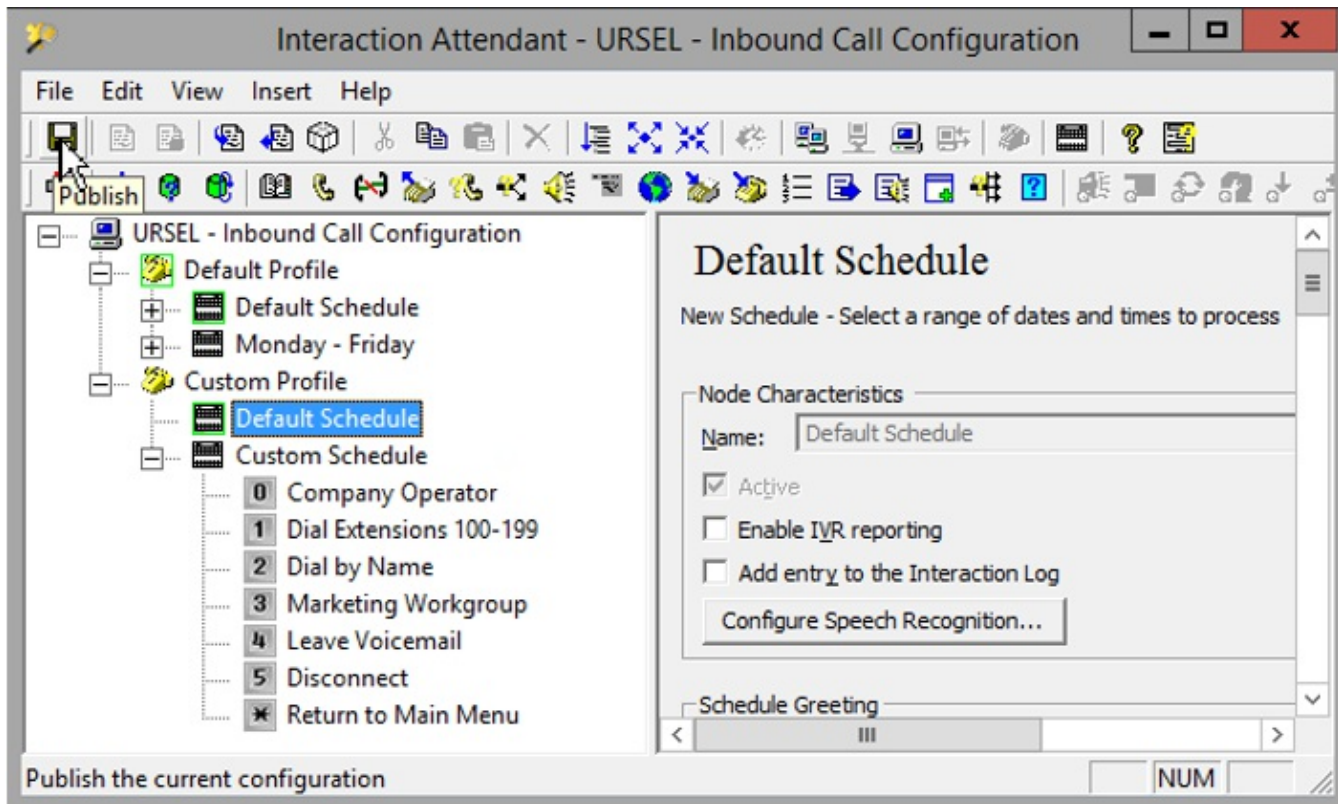 Interaction Attendant - URSEL - Inbound Call Configuration
File Edit View Insert Help
Publish
URSEL - Inbound Call Configuration
Default Profile
Default Schedule
Monday - Friday
Custom Profile
Default Schedule
Custom Schedule
0 Company Operator
1 Dial Extensions 100-199
2 Dial by Name
3 Marketing Workgroup
4 Leave Voicemail
5 Disconnect
* Return to Main Menu
Default Schedule
New Schedule - Select a range of dates and times to process
Node Characteristics
Name: Default Schedule
Active
Enable IVR reporting
Add entry to the Interaction Log
Configure Speech Recognition...
Schedule Greeting
Publish the current configuration
NUM